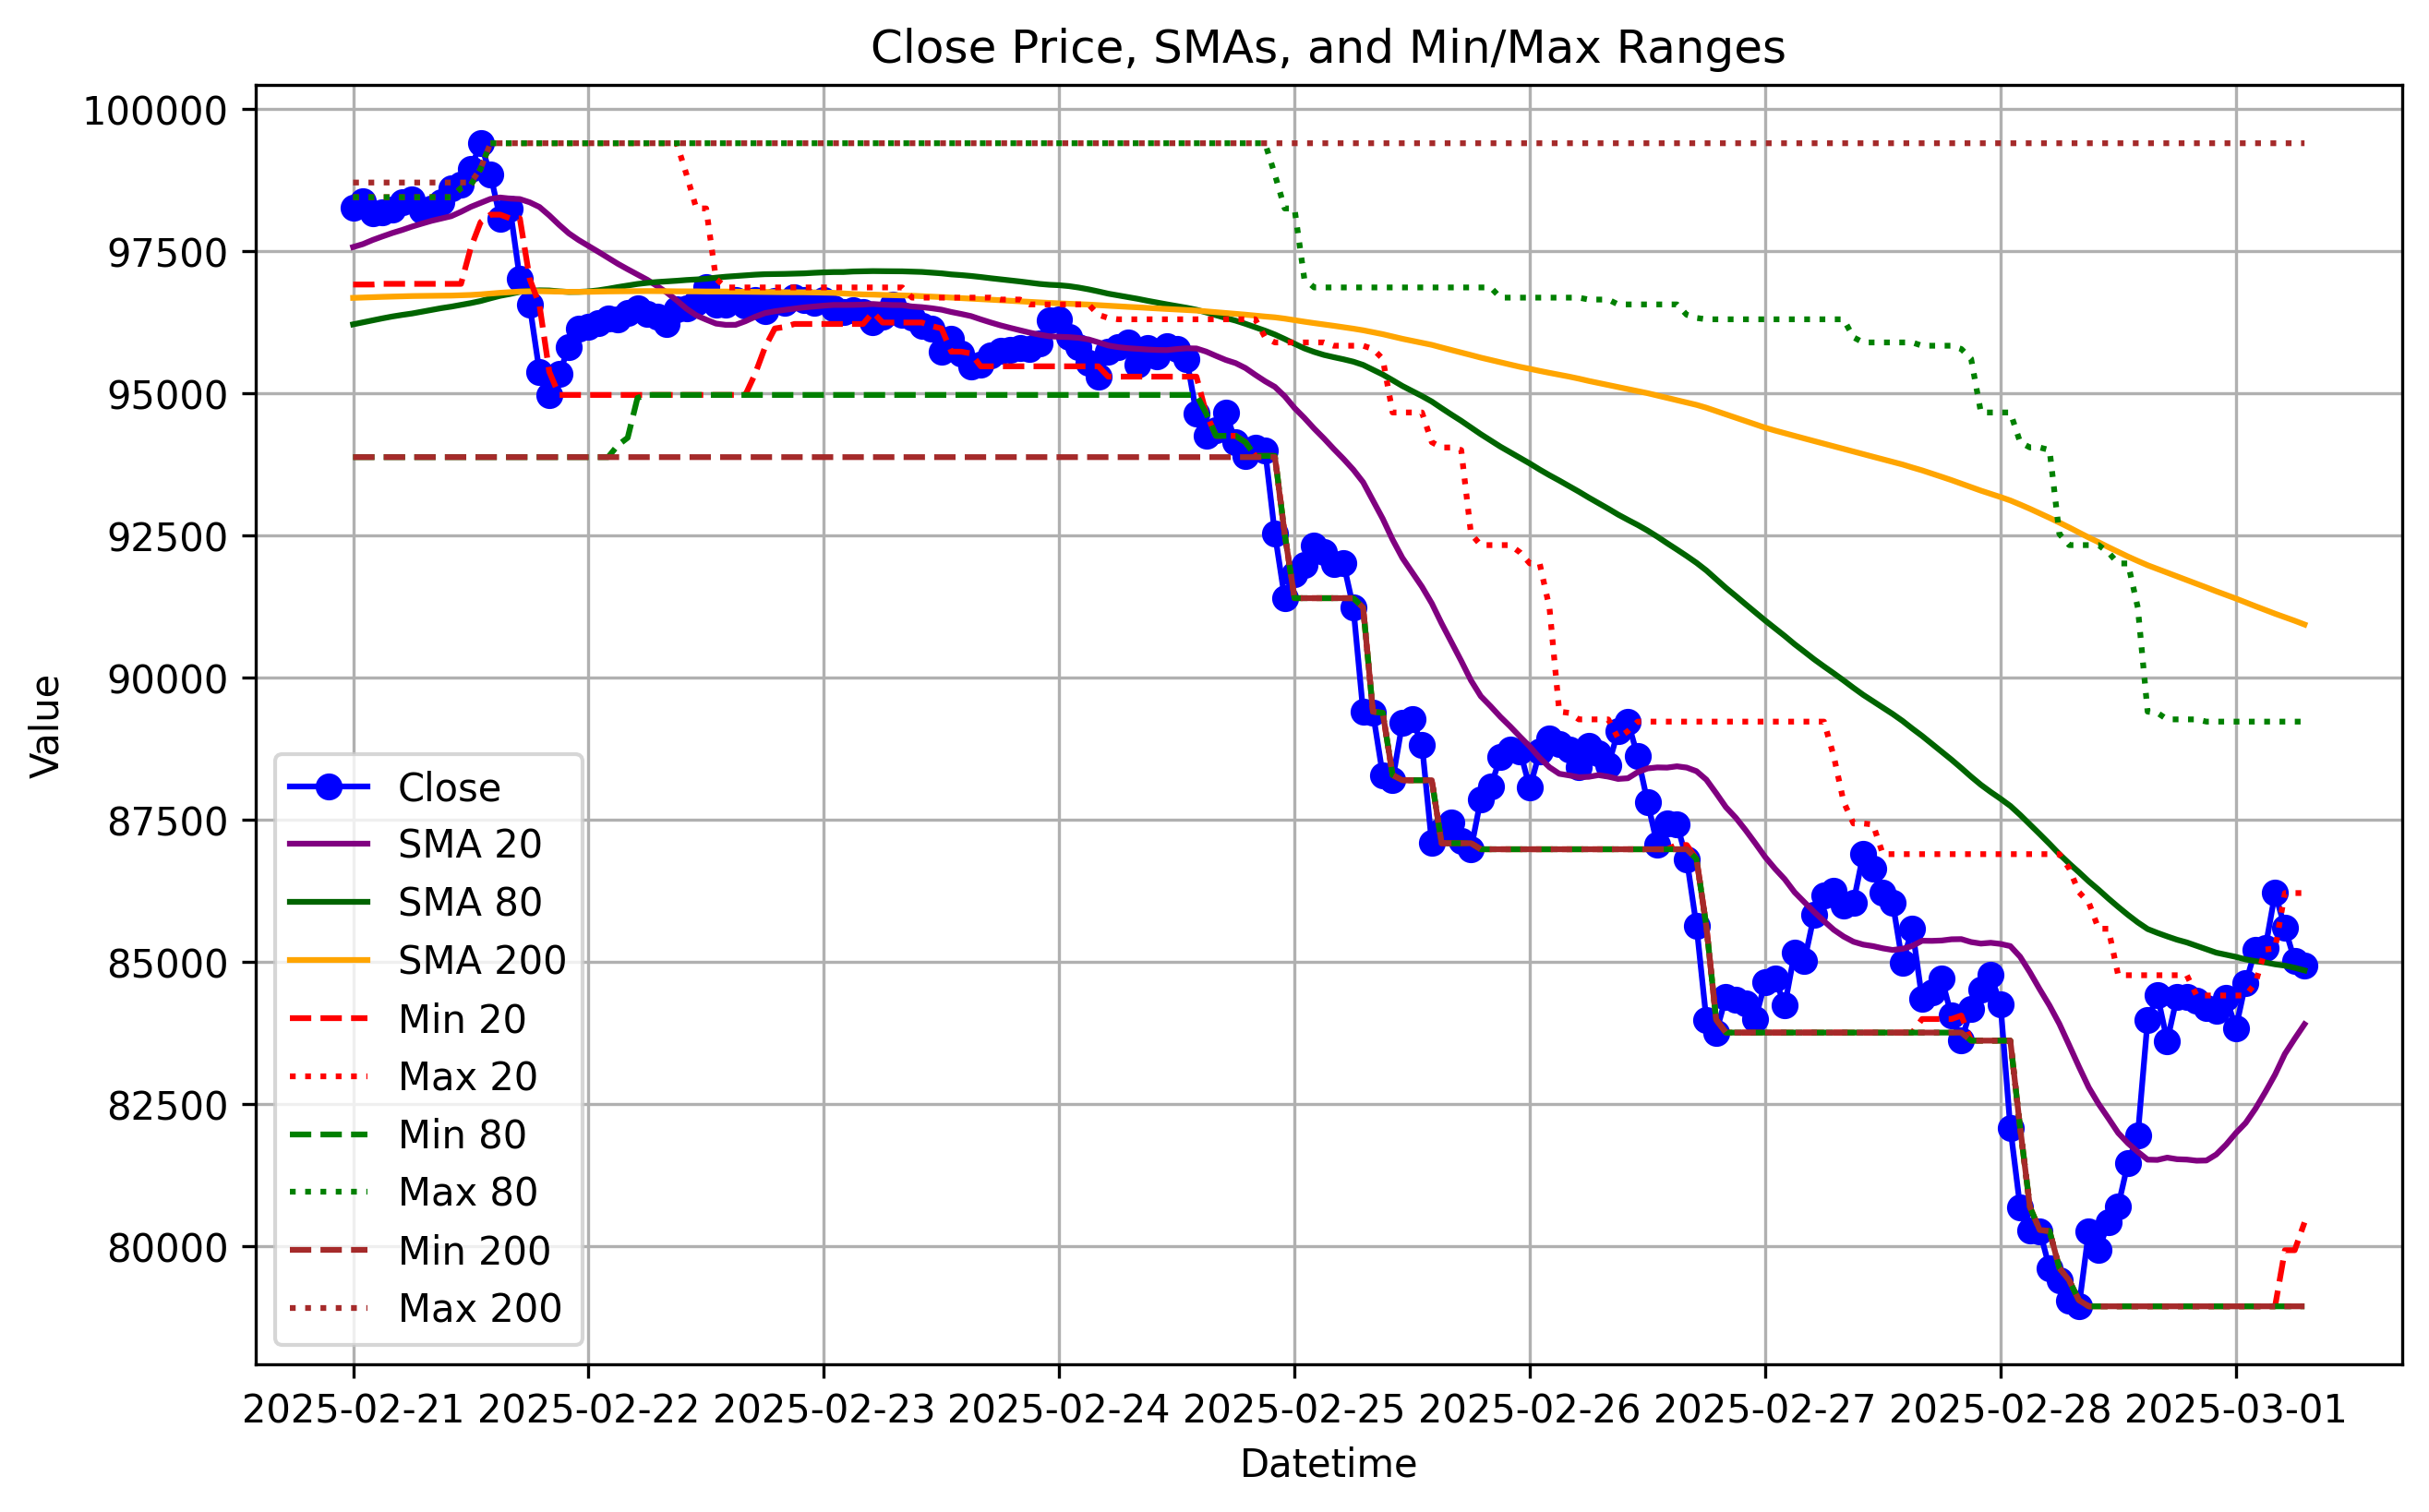 Close Price, SMAs, and Min/Max Ranges
100000
97500
95000
92500
90000
87500
85000
82500
80000
Value
Close
SMA 20
SMA 80
SMA 200
Min 20
Max 20
Min 80
Max 80
Min 200
Max 200
2025-02-21 2025-02-22 2025-02-23 2025-02-24 2025-02-25 2025-02-26 2025-02-27 2025-02-28 2025-03-01
Datetime